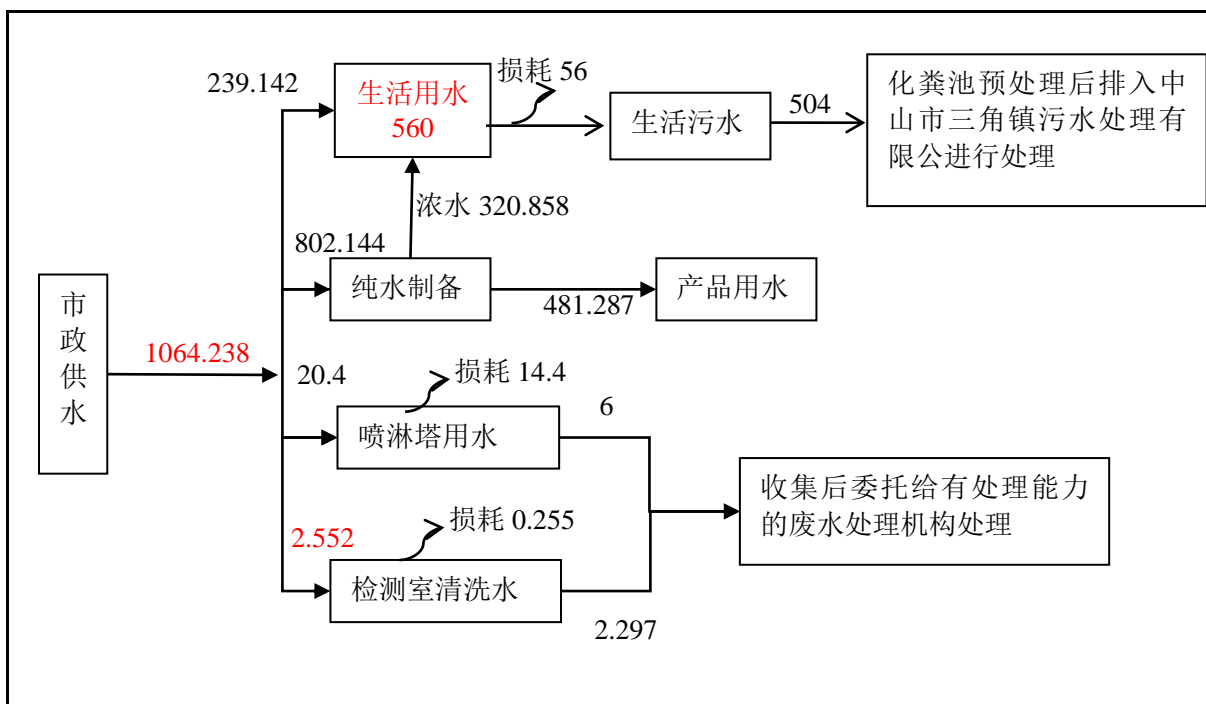 239.142
生活用水
560
损耗 56
生活污水
504
化粪池预处理后排入中
山市三角镇污水处理有
限公进行处理
浓水 320.858
802.144
纯水制备
481.287
产品用水
市
政
供
水
1064.238
20.4
损耗 14.4
喷淋塔用水
6
收集后委托给有处理能力
的废水处理机构处理
2.552
损耗 0.255
检测室清洗水
2.297